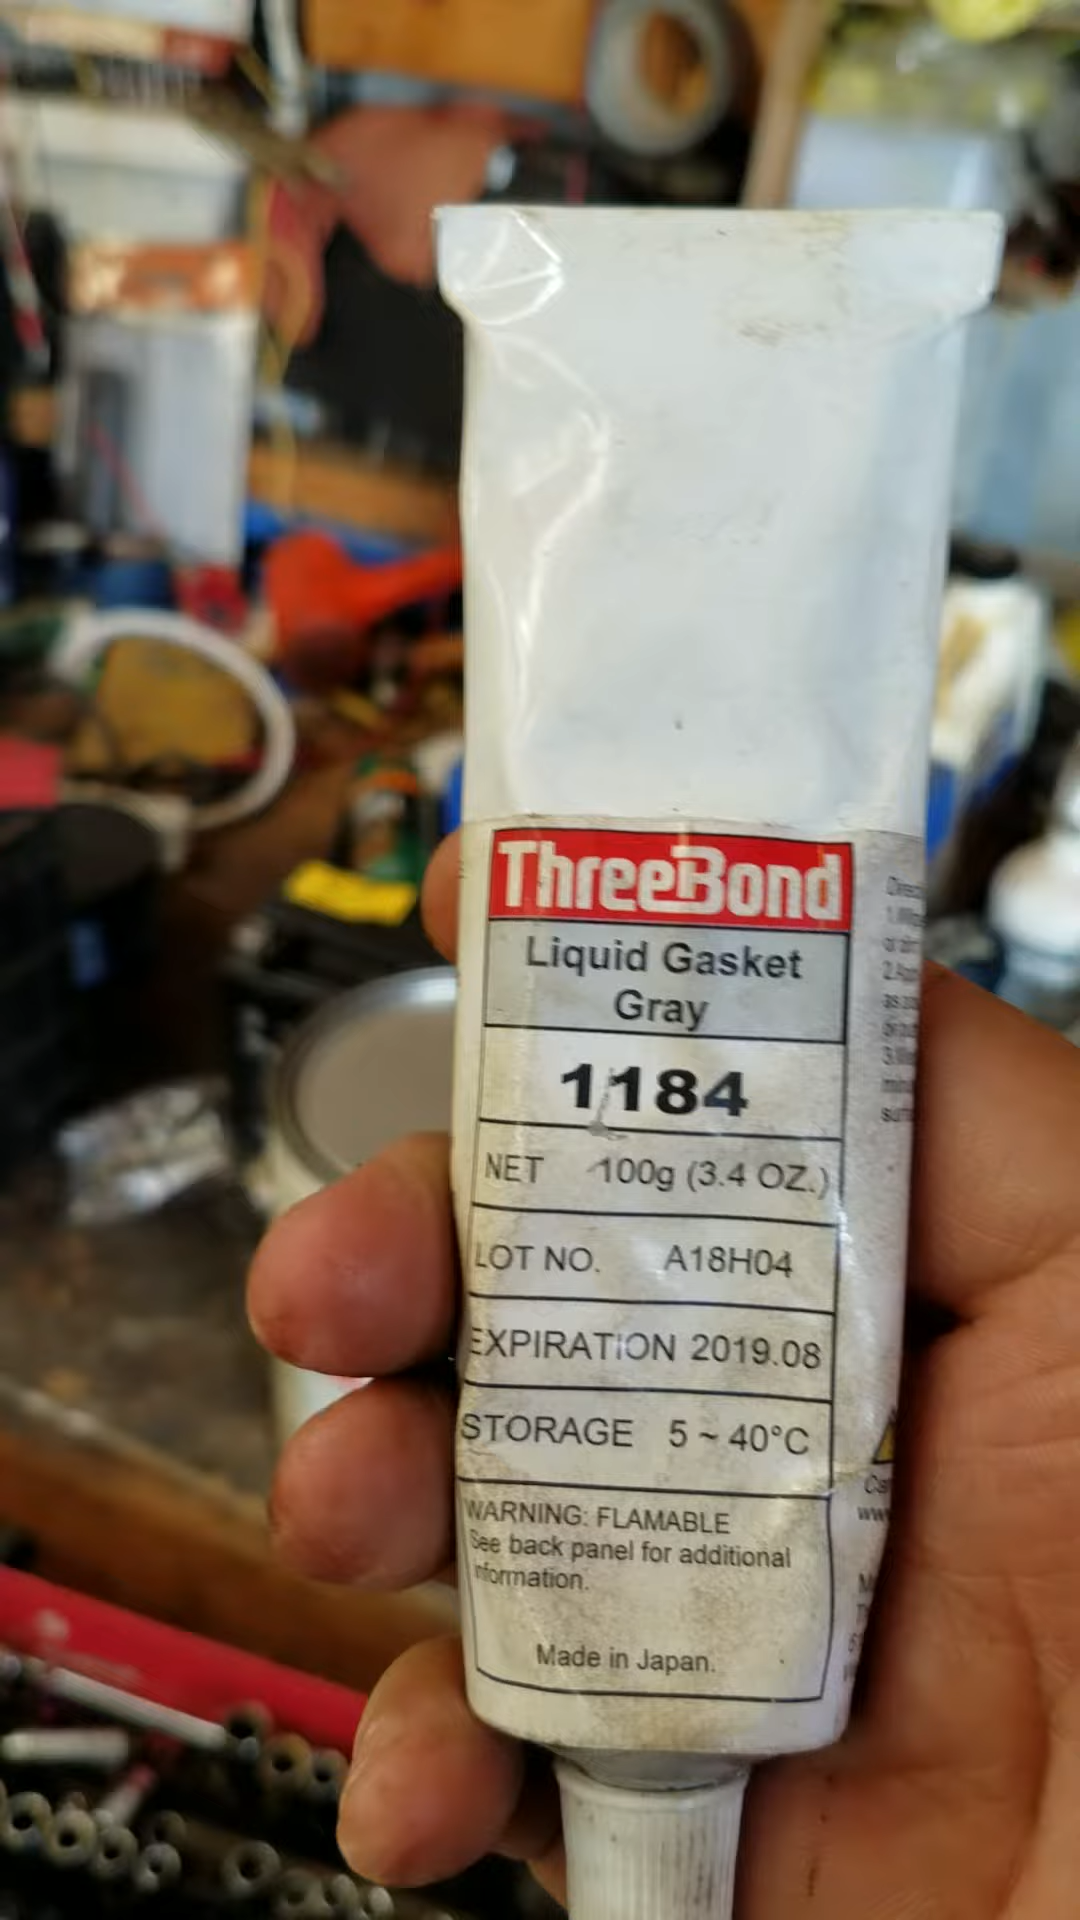 ThreeBond
Liquid Gasket
Gray
1184
NET 100g (3.4 OZ.)
LOT NO. A18H04
EXPIRATION 2019.08
STORAGE 5 ~ 40°C
WARNING: FLAMABLE
See back panel for additional
information.
Made in Japan.